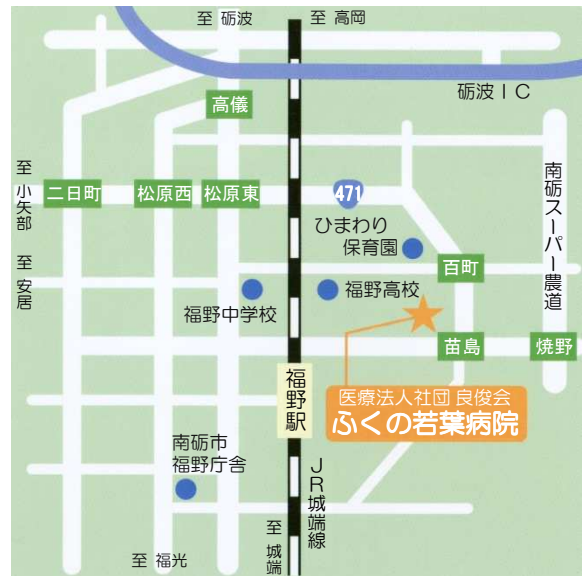 至 砺波
至 高岡
砺波IC
高儀
至 小矢部
二日町
松原西
松原東
471
ひまわり
保育園
南砺スーパー農道
至 安居
百町
福野中学校
福野高校
苗島
焼野
福野駅
医療法人社団 良俊会
ふくの若葉病院
南砺市
福野庁舎
JR城端線
至 城端
至 福光